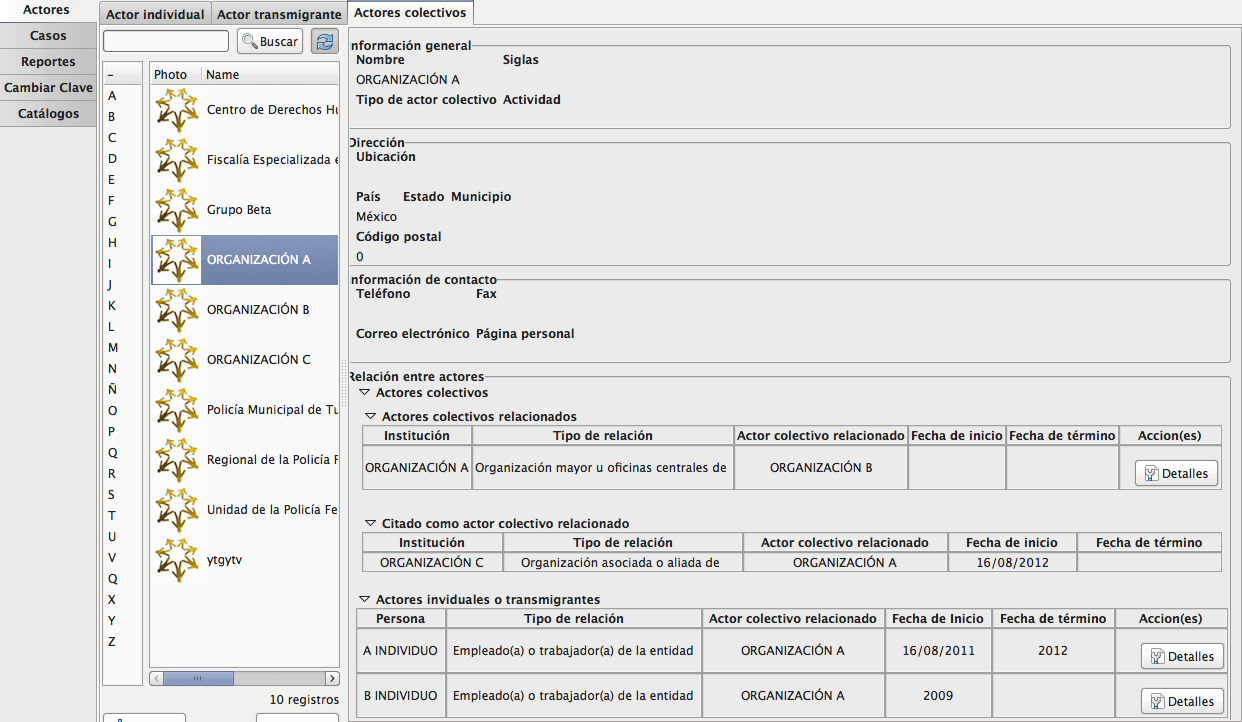 Actores
Casos
Reportes
Cambiar Clave
Catálogos
Actor individual
Actor transmigrante
Actores colectivos
Buscar
–
A
B
C
D
E
F
G
H
I
J
K
L
M
N
Ñ
O
P
Q
R
S
T
U
V
Q
X
Y
Z
Photo Name
Centro de Derechos Hu
Fiscalía Especializada e
Grupo Beta
ORGANIZACIÓN A
ORGANIZACIÓN B
ORGANIZACIÓN C
Policía Municipal de Tu
Regional de la Policía F
Unidad de la Policía Fe
ytgytv
10 registros
nformación general
Nombre Siglas
ORGANIZACIÓN A
Tipo de actor colectivo Actividad
Dirección
Ubicación
País Estado Municipio
México
Código postal
0
nformación de contacto
Teléfono Fax
Correo electrónico Página personal
Relación entre actores
Actores colectivos
Actores colectivos relacionados
Institución Tipo de relación Actor colectivo relacionado Fecha de inicio Fecha de término Accion(es)
ORGANIZACIÓN A Organización mayor u oficinas centrales de ORGANIZACIÓN B Detalles
Citado como actor colectivo relacionado
Institución Tipo de relación Actor colectivo relacionado Fecha de inicio Fecha de término
ORGANIZACIÓN C Organización asociada o aliada de ORGANIZACIÓN A 16/08/2012
Actores inviduales o transmigrantes
Persona Tipo de relación Actor colectivo relacionado Fecha de Inicio Fecha de término Accion(es)
A INDIVIDUO Empleado(a) o trabajador(a) de la entidad ORGANIZACIÓN A 16/08/2011 2012 Detalles
B INDIVIDUO Empleado(a) o trabajador(a) de la entidad ORGANIZACIÓN A 2009 Detalles